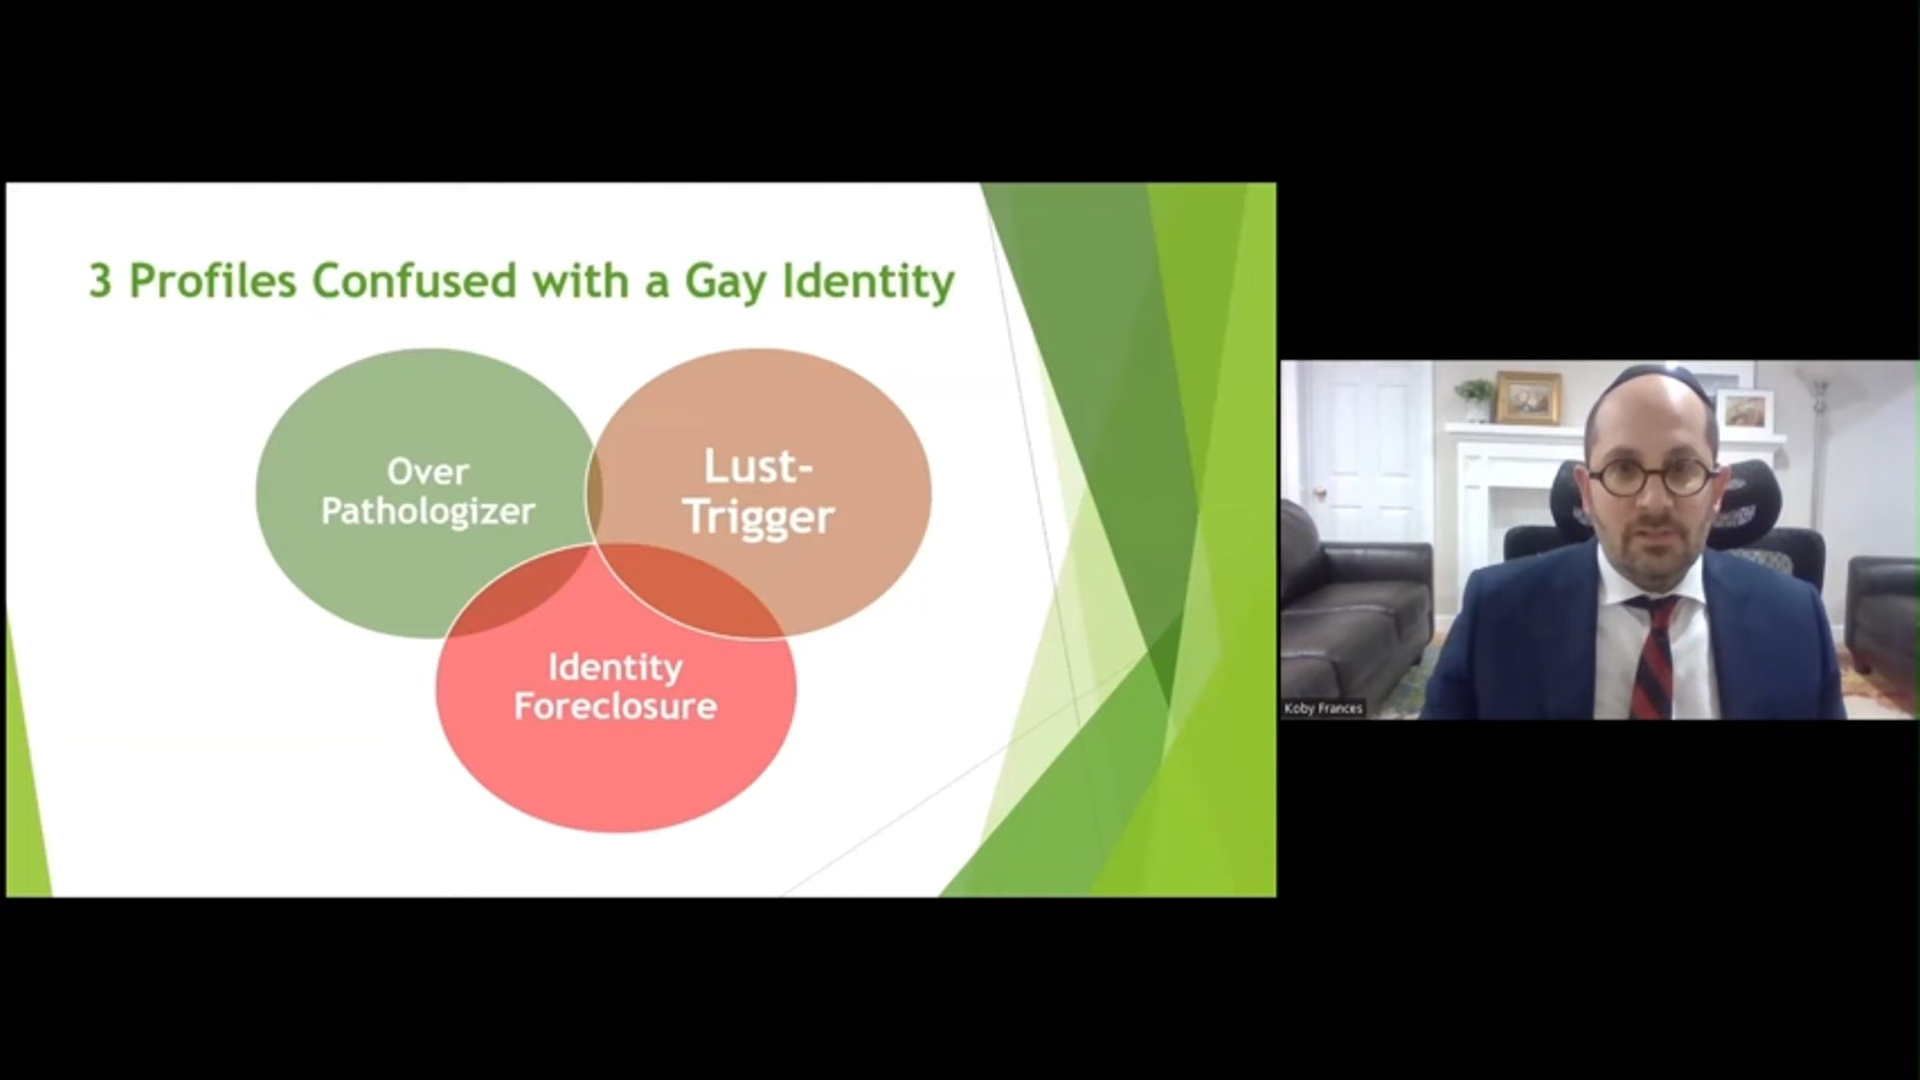 3 Profiles Confused with a Gay Identity
Over
Pathologizer
Lust-
Trigger
Identity
Foreclosure
Koby Frances